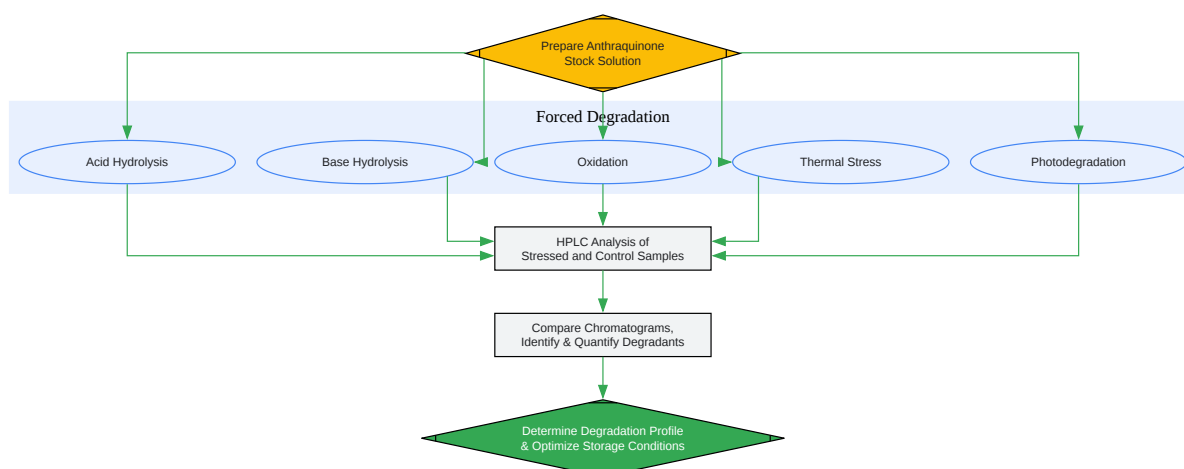 Prepare Anthraquinone
Stock Solution
Forced Degradation
Acid Hydrolysis
Base Hydrolysis
Oxidation
Thermal Stress
Photodegradation
HPLC Analysis of
Stressed and Control Samples
Compare Chromatograms,
Identify & Quantify Degradants
Determine Degradation Profile
& Optimize Storage Conditions